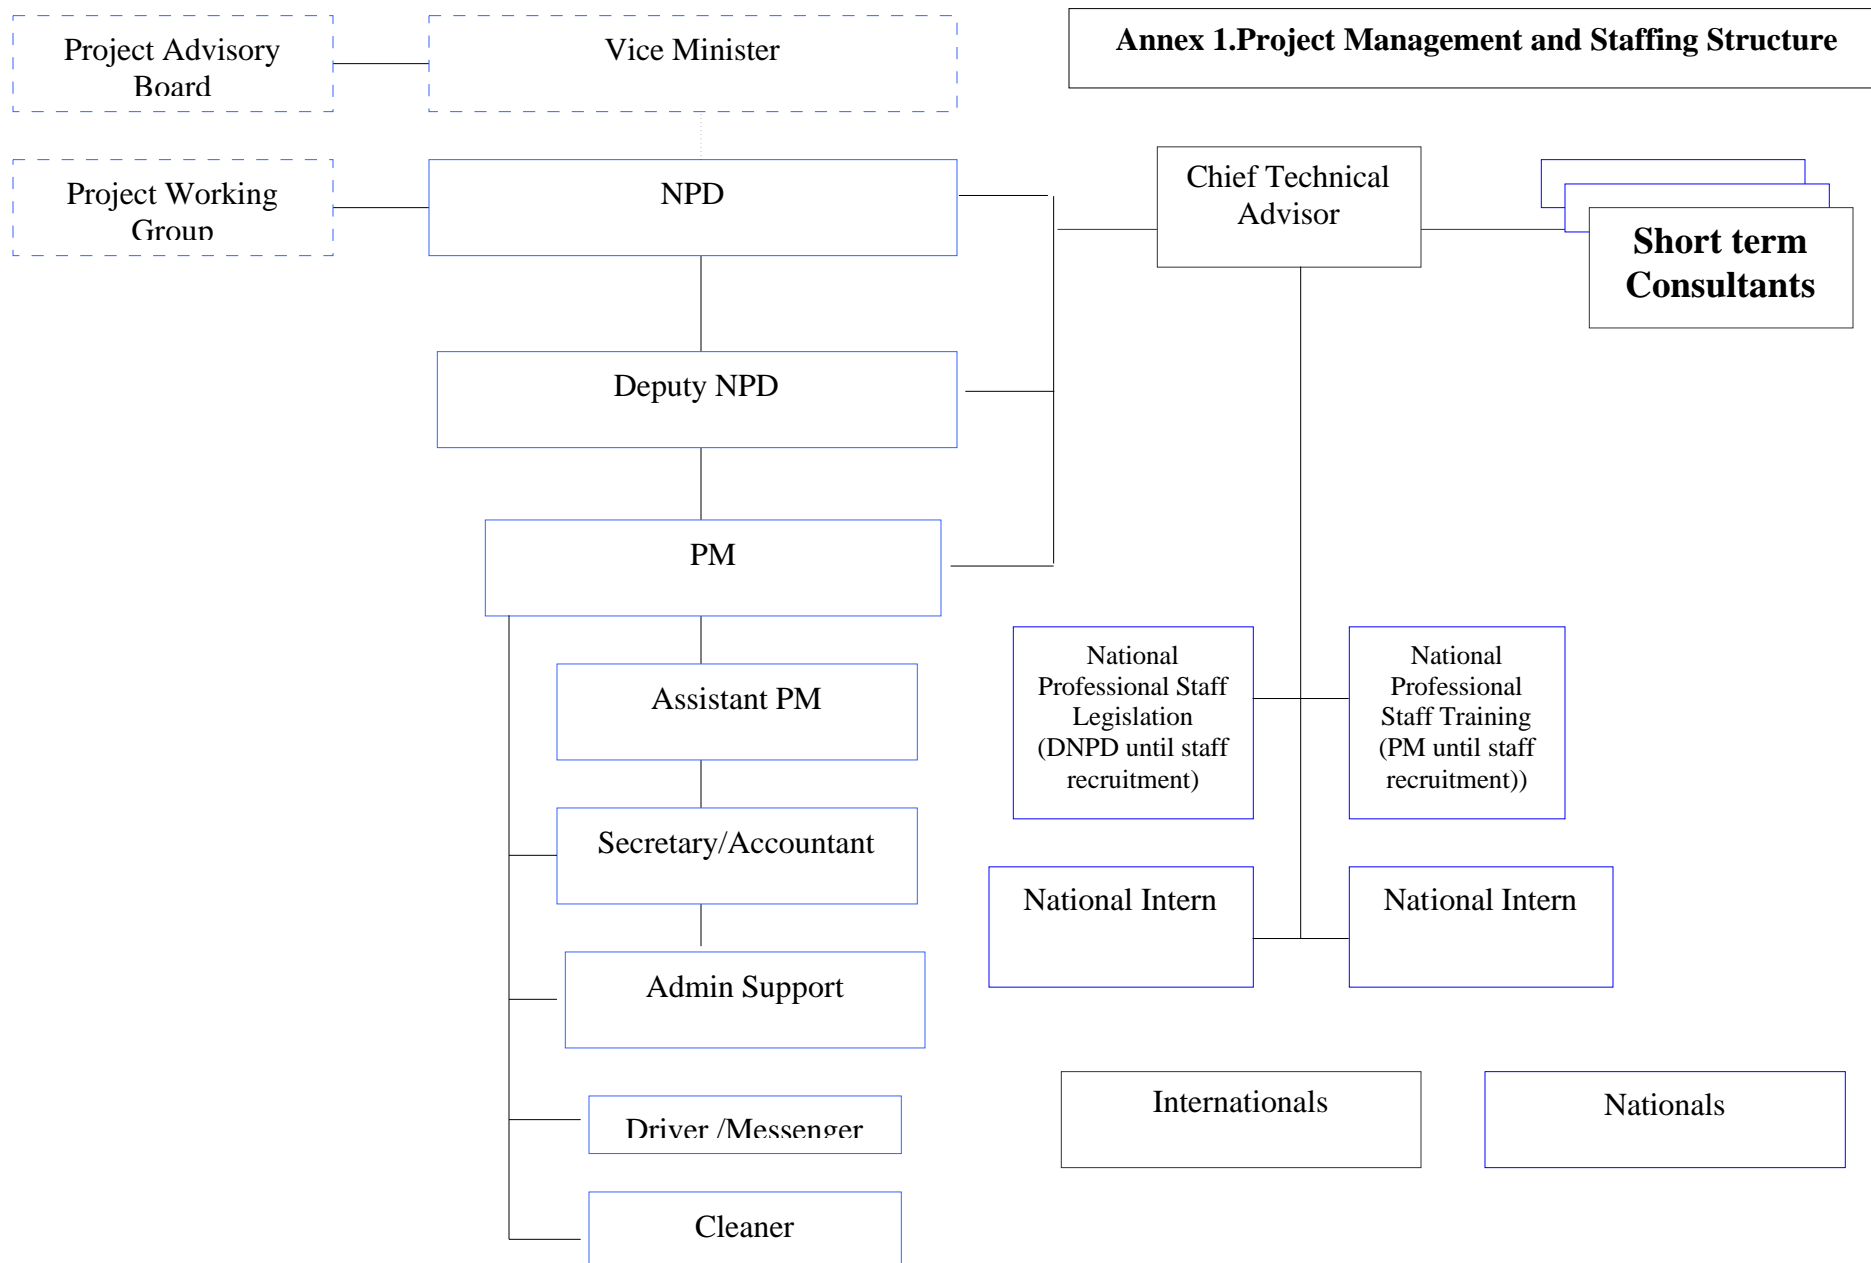 Annex 1.Project Management and Staffing Structure
Project Advisory
Board
Vice Minister
Project Working
Group
NPD
Chief Technical
Advisor
Short term
Consultants
Deputy NPD
PM
Assistant PM
Secretary/Accountant
Admin Support
Driver /Messenger
Cleaner
National
Professional Staff
Legislation
(DNPD until staff
recruitment)
National
Professional
Staff Training
(PM until staff
recruitment))
National Intern
National Intern
Internationals
Nationals